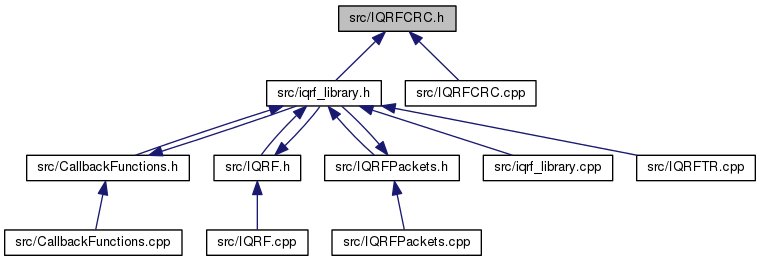 src/IQRFCRC.h
src/iqrf_library.h
src/IQRFCRC.cpp
src/CallbackFunctions.h
src/IQRF.h
src/IQRFPackets.h
src/iqrf_library.cpp
src/IQRFTR.cpp
src/CallbackFunctions.cpp
src/IQRF.cpp
src/IQRFPackets.cpp